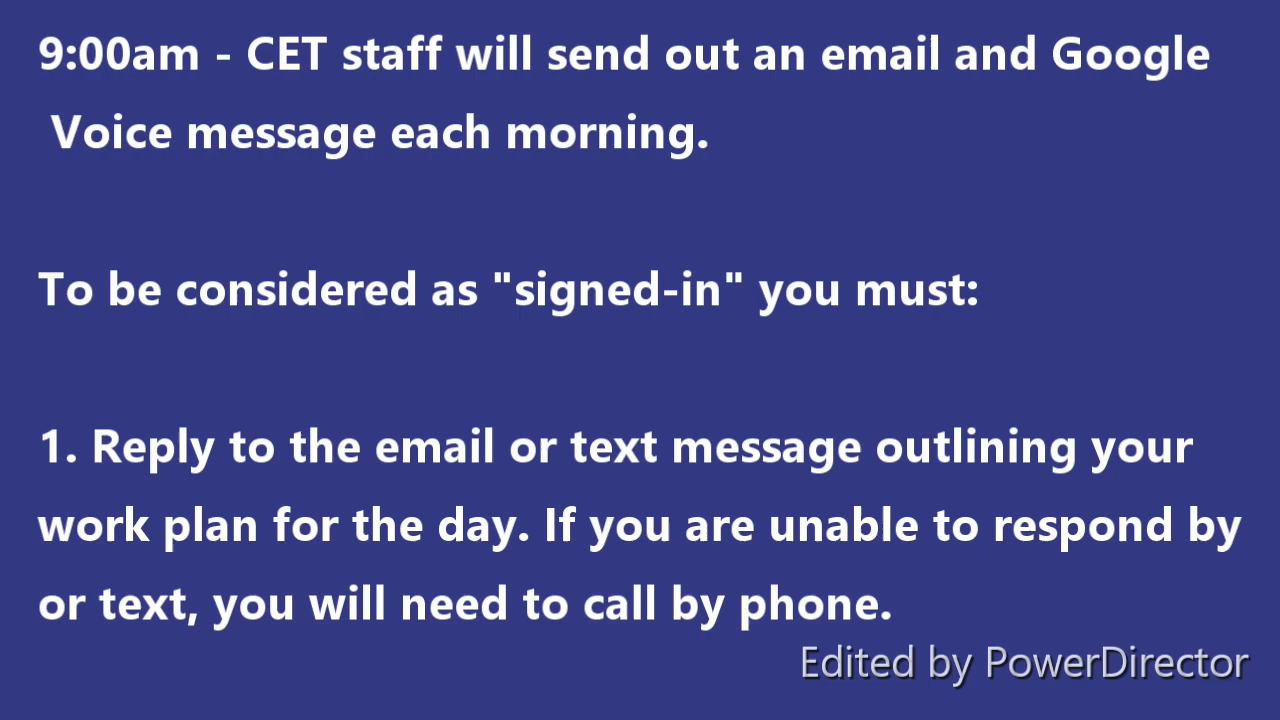 9:00am - CET staff will send out an email and Google
Voice message each morning.
To be considered as "signed-in" you must:
1. Reply to the email or text message outlining your
work plan for the day. If you are unable to respond by
or text, you will need to call by phone.
Edited by PowerDirector